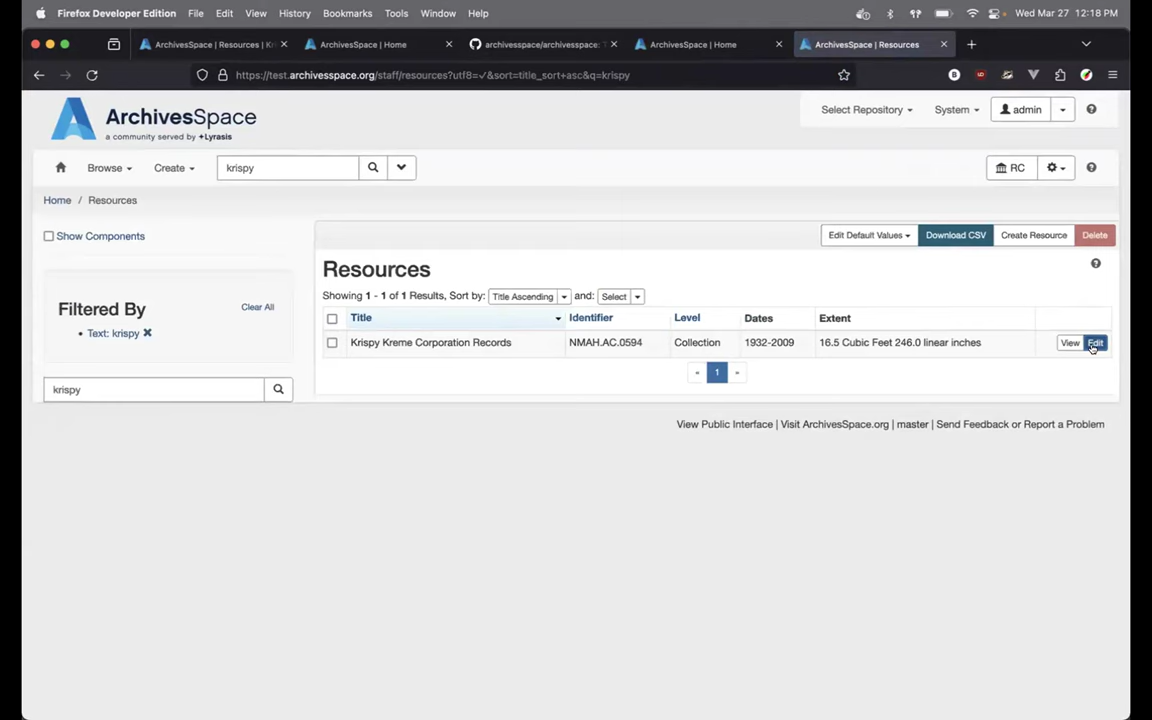 Firefox Developer Edition File Edit View History Bookmarks Tools Window Help Wed Mar 27 12:18 PM
ArchivesSpace | Resources | Kri ArchivesSpace | Home archivesspace/archivesspace: T ArchivesSpace | Home ArchivesSpace | Resources
https://test.archivesspace.org/staff/resources?utf8=✓&sort=title_sort+asc&q=krispy
ArchivesSpace
a community served by Lyrasis
Select Repository System admin
Browse Create krispy RC
Home / Resources
Show Components
Edit Default Values Download CSV Create Resource Delete
Resources
Filtered By Clear All
• Text: krispy
krispy
Showing 1 - 1 of 1 Results, Sort by: Title Ascending and: Select
Title Identifier Level Dates Extent
Krispy Kreme Corporation Records NMAH.AC.0594 Collection 1932-2009 16.5 Cubic Feet 246.0 linear inches View Edit
« 1 »
View Public Interface | Visit ArchivesSpace.org | master | Send Feedback or Report a Problem